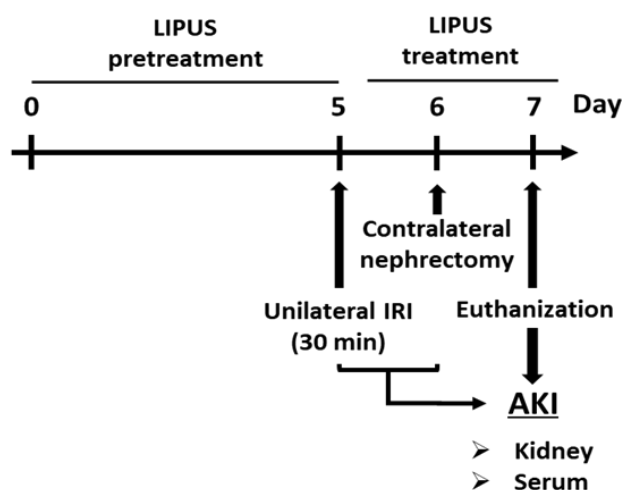 LIPUS
pretreatment
LIPUS
treatment
0
5
6
7
Day
Contralateral
nephrectomy
Unilateral IRI
(30 min)
Euthanization
AKI
➢ Kidney
➢ Serum